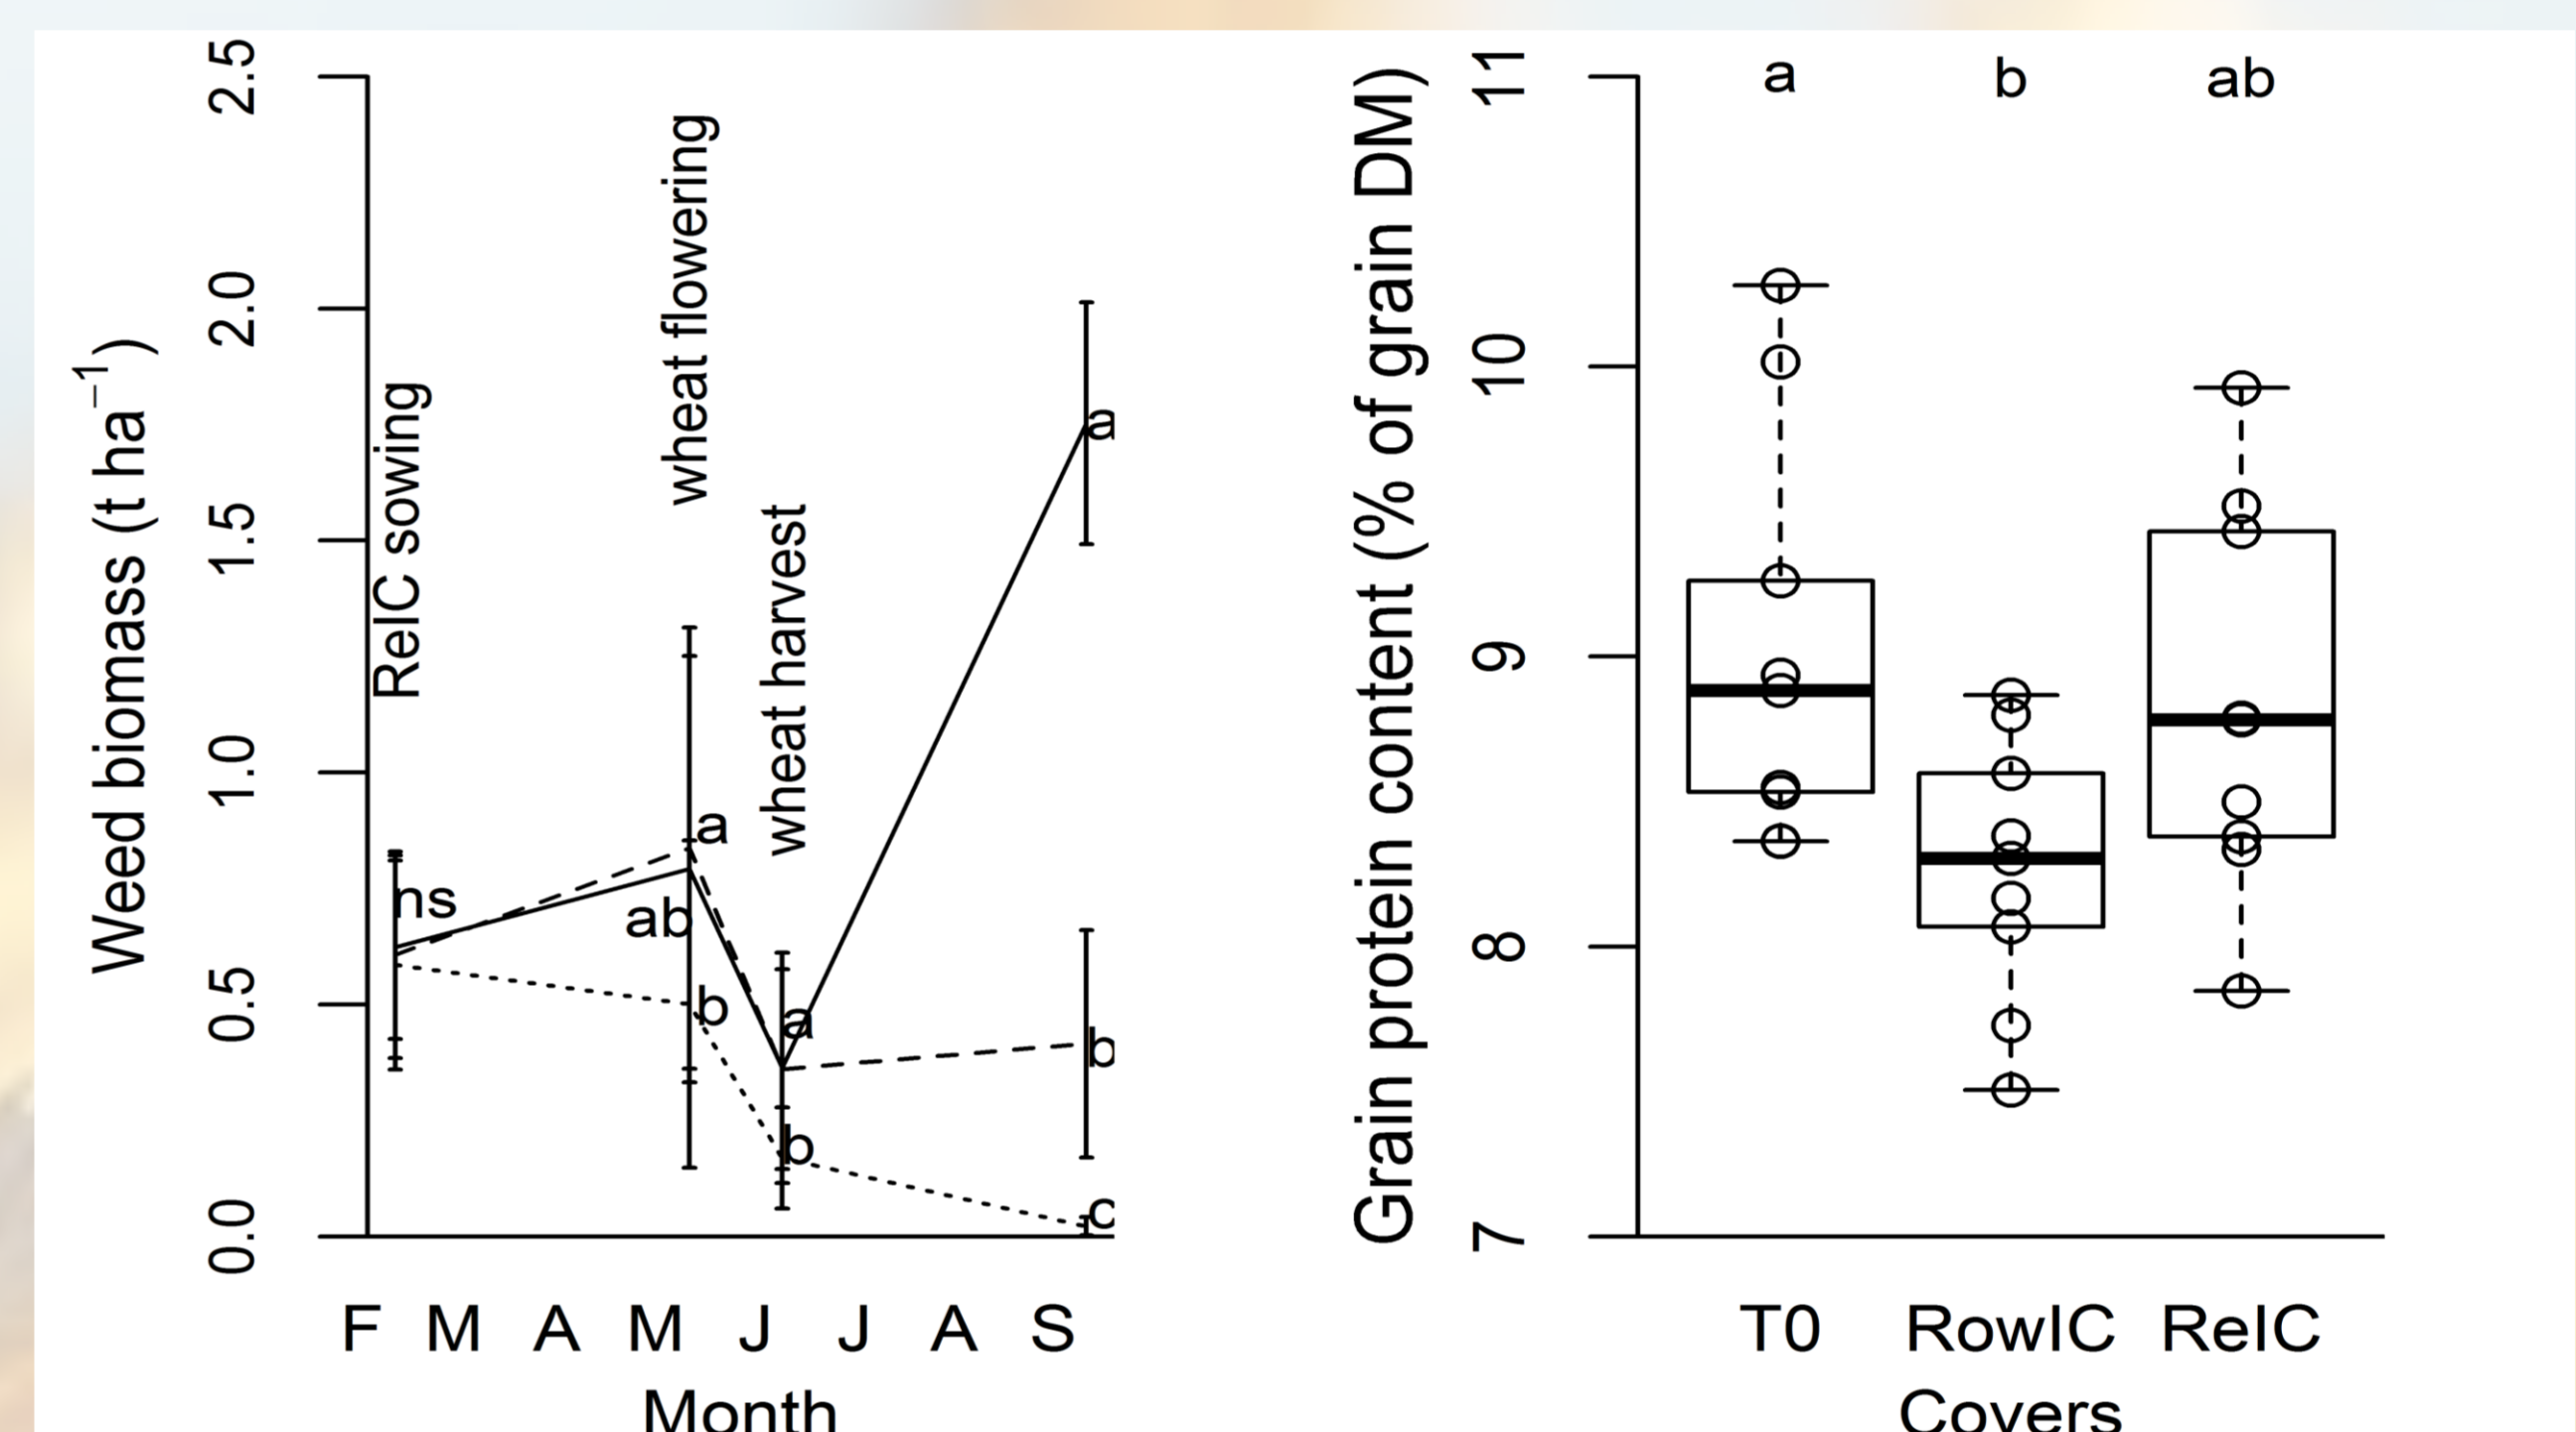 Weed biomass (t ha⁻¹)
2.5
2.0
1.5
1.0
0.5
0.0
RelC sowing
wheat flowering
wheat harvest
ns
a
ab
b
a
b
a
b
c
F M A M J J A S
Month
Grain protein content (% of grain DM)
11
10
9
8
7
a b ab
T0 RowIC RelC
Covers